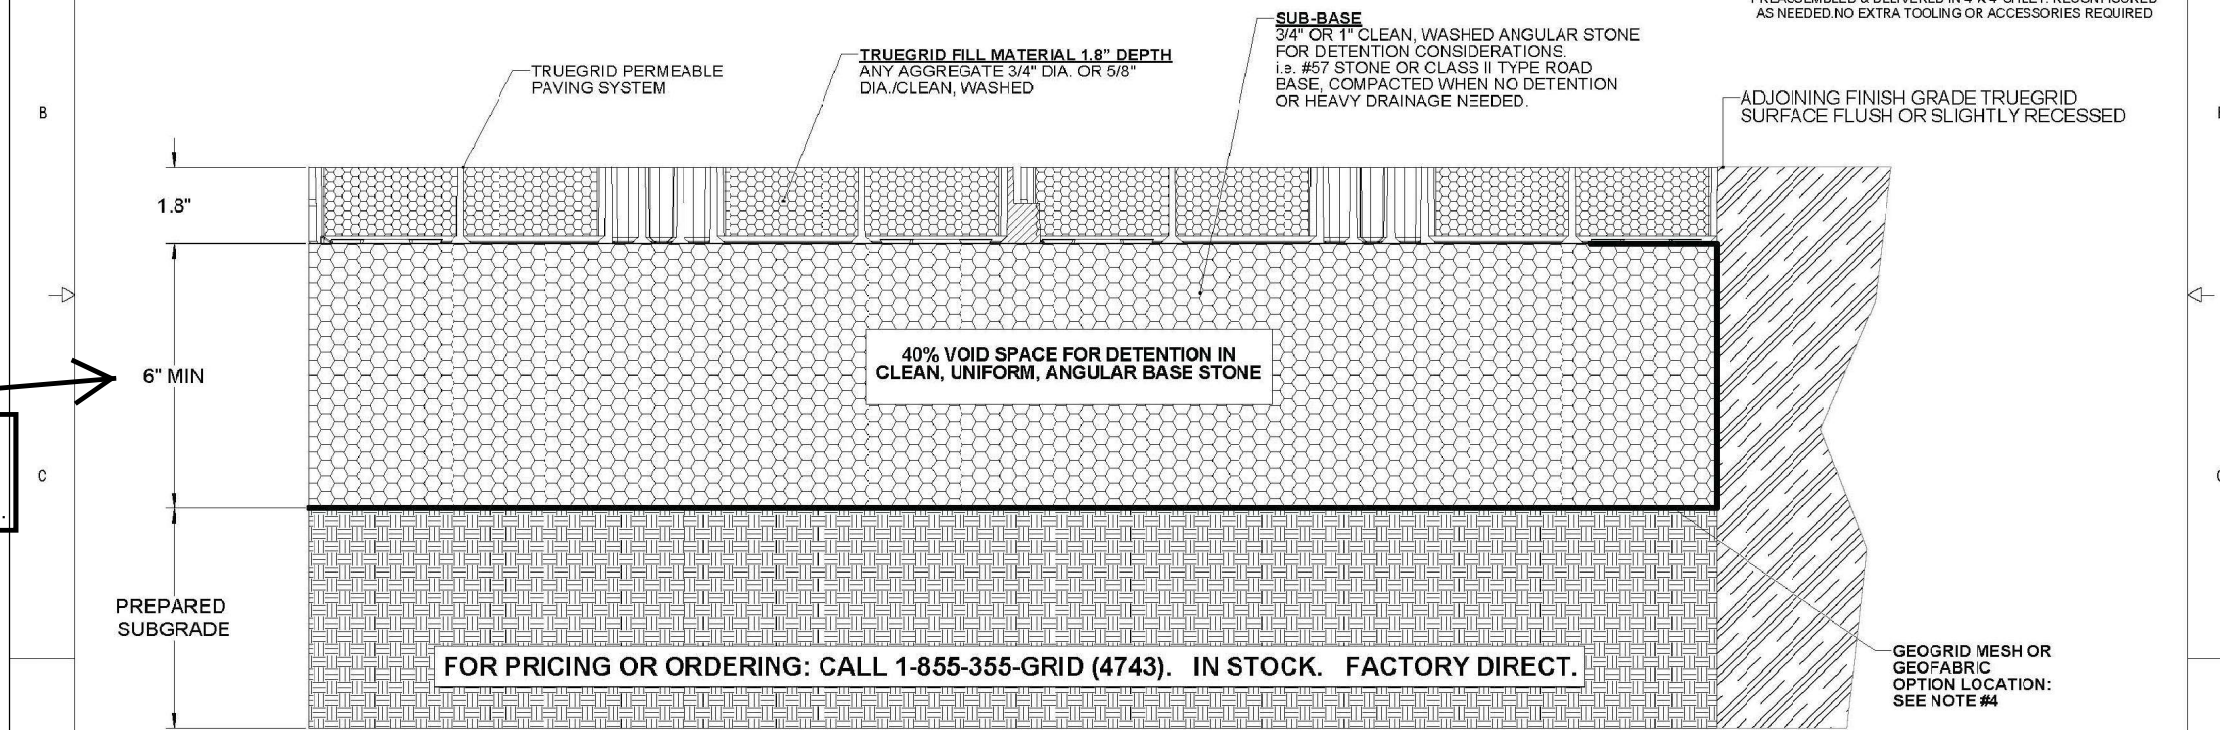 AS NEEDED.NO EXTRA TOOLING OR ACCESSORIES REQUIRED
SUB-BASE
3/4" OR 1" CLEAN, WASHED ANGULAR STONE
FOR DETENTION CONSIDERATIONS.
i.e. #57 STONE OR CLASS II TYPE ROAD
BASE, COMPACTED WHEN NO DETENTION
OR HEAVY DRAINAGE NEEDED.
TRUEGRID FILL MATERIAL 1.8" DEPTH
ANY AGGREGATE 3/4" DIA. OR 5/8"
DIA./CLEAN, WASHED
TRUEGRID PERMEABLE
PAVING SYSTEM
ADJOINING FINISH GRADE TRUEGRID
SURFACE FLUSH OR SLIGHTLY RECESSED
B
1.8"
6" MIN
40% VOID SPACE FOR DETENTION IN
CLEAN, UNIFORM, ANGULAR BASE STONE
C
PREPARED
SUBGRADE
FOR PRICING OR ORDERING: CALL 1-855-355-GRID (4743). IN STOCK. FACTORY DIRECT.
GEOGRID MESH OR
GEOFABRIC
OPTION LOCATION:
SEE NOTE #4